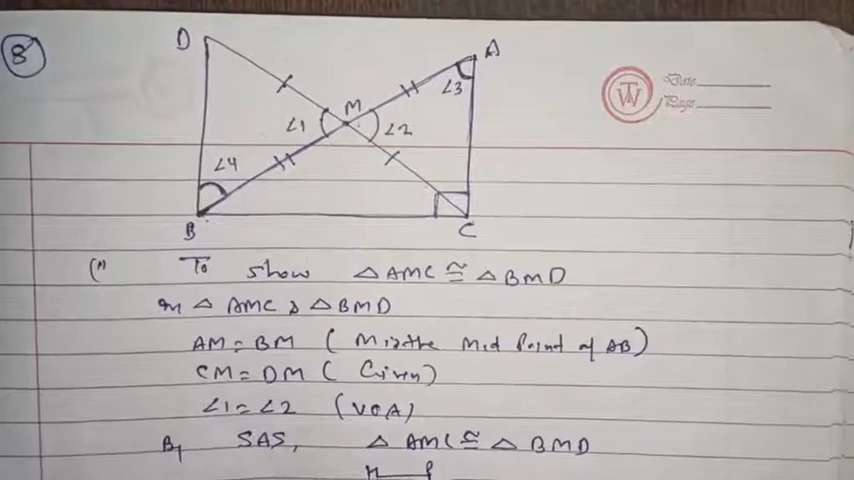 8
D
A
M
∠3
∠1
∠2
∠4
B
C
TW
Date
Page
(i) To show △AMC ≅ △BMD
In △ AMC & △BMD
AM = BM ( M is the Mid Point of AB)
CM = DM ( Given)
∠1 = ∠2 (VOA)
By SAS, △ AMC ≅ △ BMD